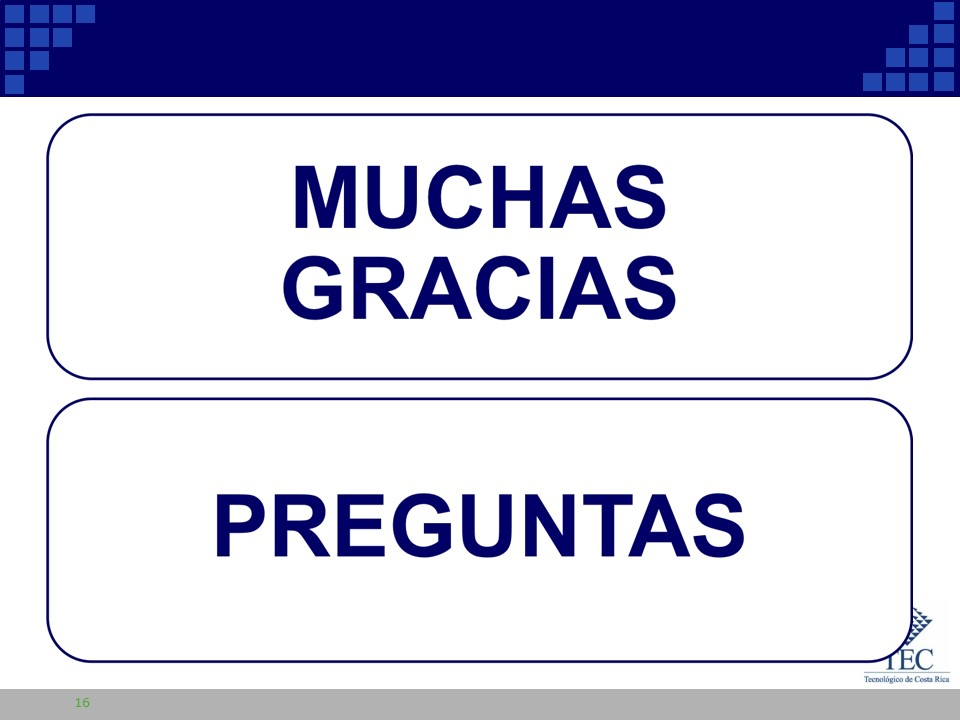 MUCHAS
GRACIAS
PREGUNTAS
TEC
Tecnológico de Costa Rica
16